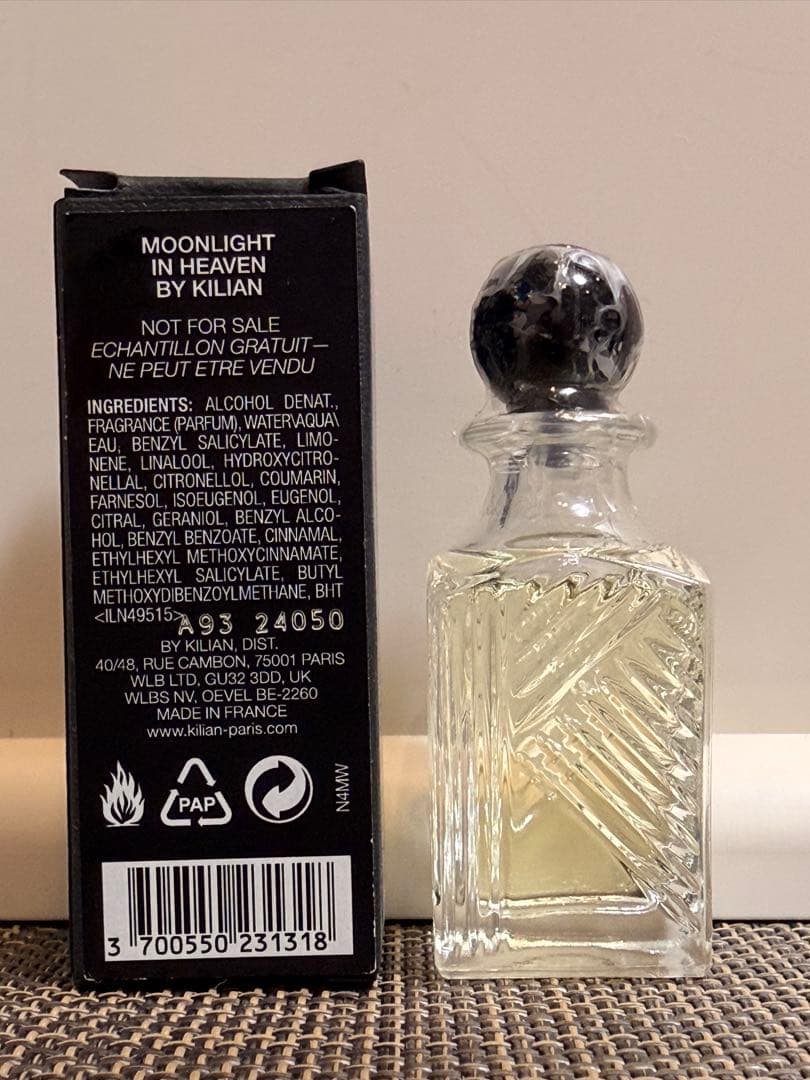 MOONLIGHT
IN HEAVEN
BY KILIAN
NOT FOR SALE
ECHANTILLON GRATUIT—
NE PEUT ETRE VENDU
INGREDIENTS: ALCOHOL DENAT.,
FRAGRANCE (PARFUM), WATER\AQUA\
EAU, BENZYL SALICYLATE, LIMO-
NENE, LINALOOL, HYDROXYCITRO-
NELLAL, CITRONELLOL, COUMARIN,
FARNESOL, ISOEUGENOL, EUGENOL,
CITRAL, GERANIOL, BENZYL ALCO-
HOL, BENZYL BENZOATE, CINNAMAL,
ETHYLHEXYL METHOXYCINNAMATE,
ETHYLHEXYL SALICYLATE, BUTYL
METHOXYDIBENZOYLMETHANE, BHT
<ILN49515>
A93 24050
BY KILIAN, DIST.
40/48, RUE CAMBON, 75001 PARIS
WLB LTD, GU32 3DD, UK
WLBS NV, OEVEL BE-2260
MADE IN FRANCE
www.kilian-paris.com
PAP
N4MW
3 700550 231318